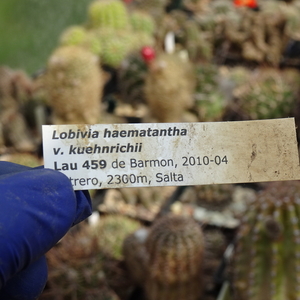 Lobivia haematantha
v. kuehnrichii
Lau 459 de Barmon, 2010-04
trero, 2300m, Salta